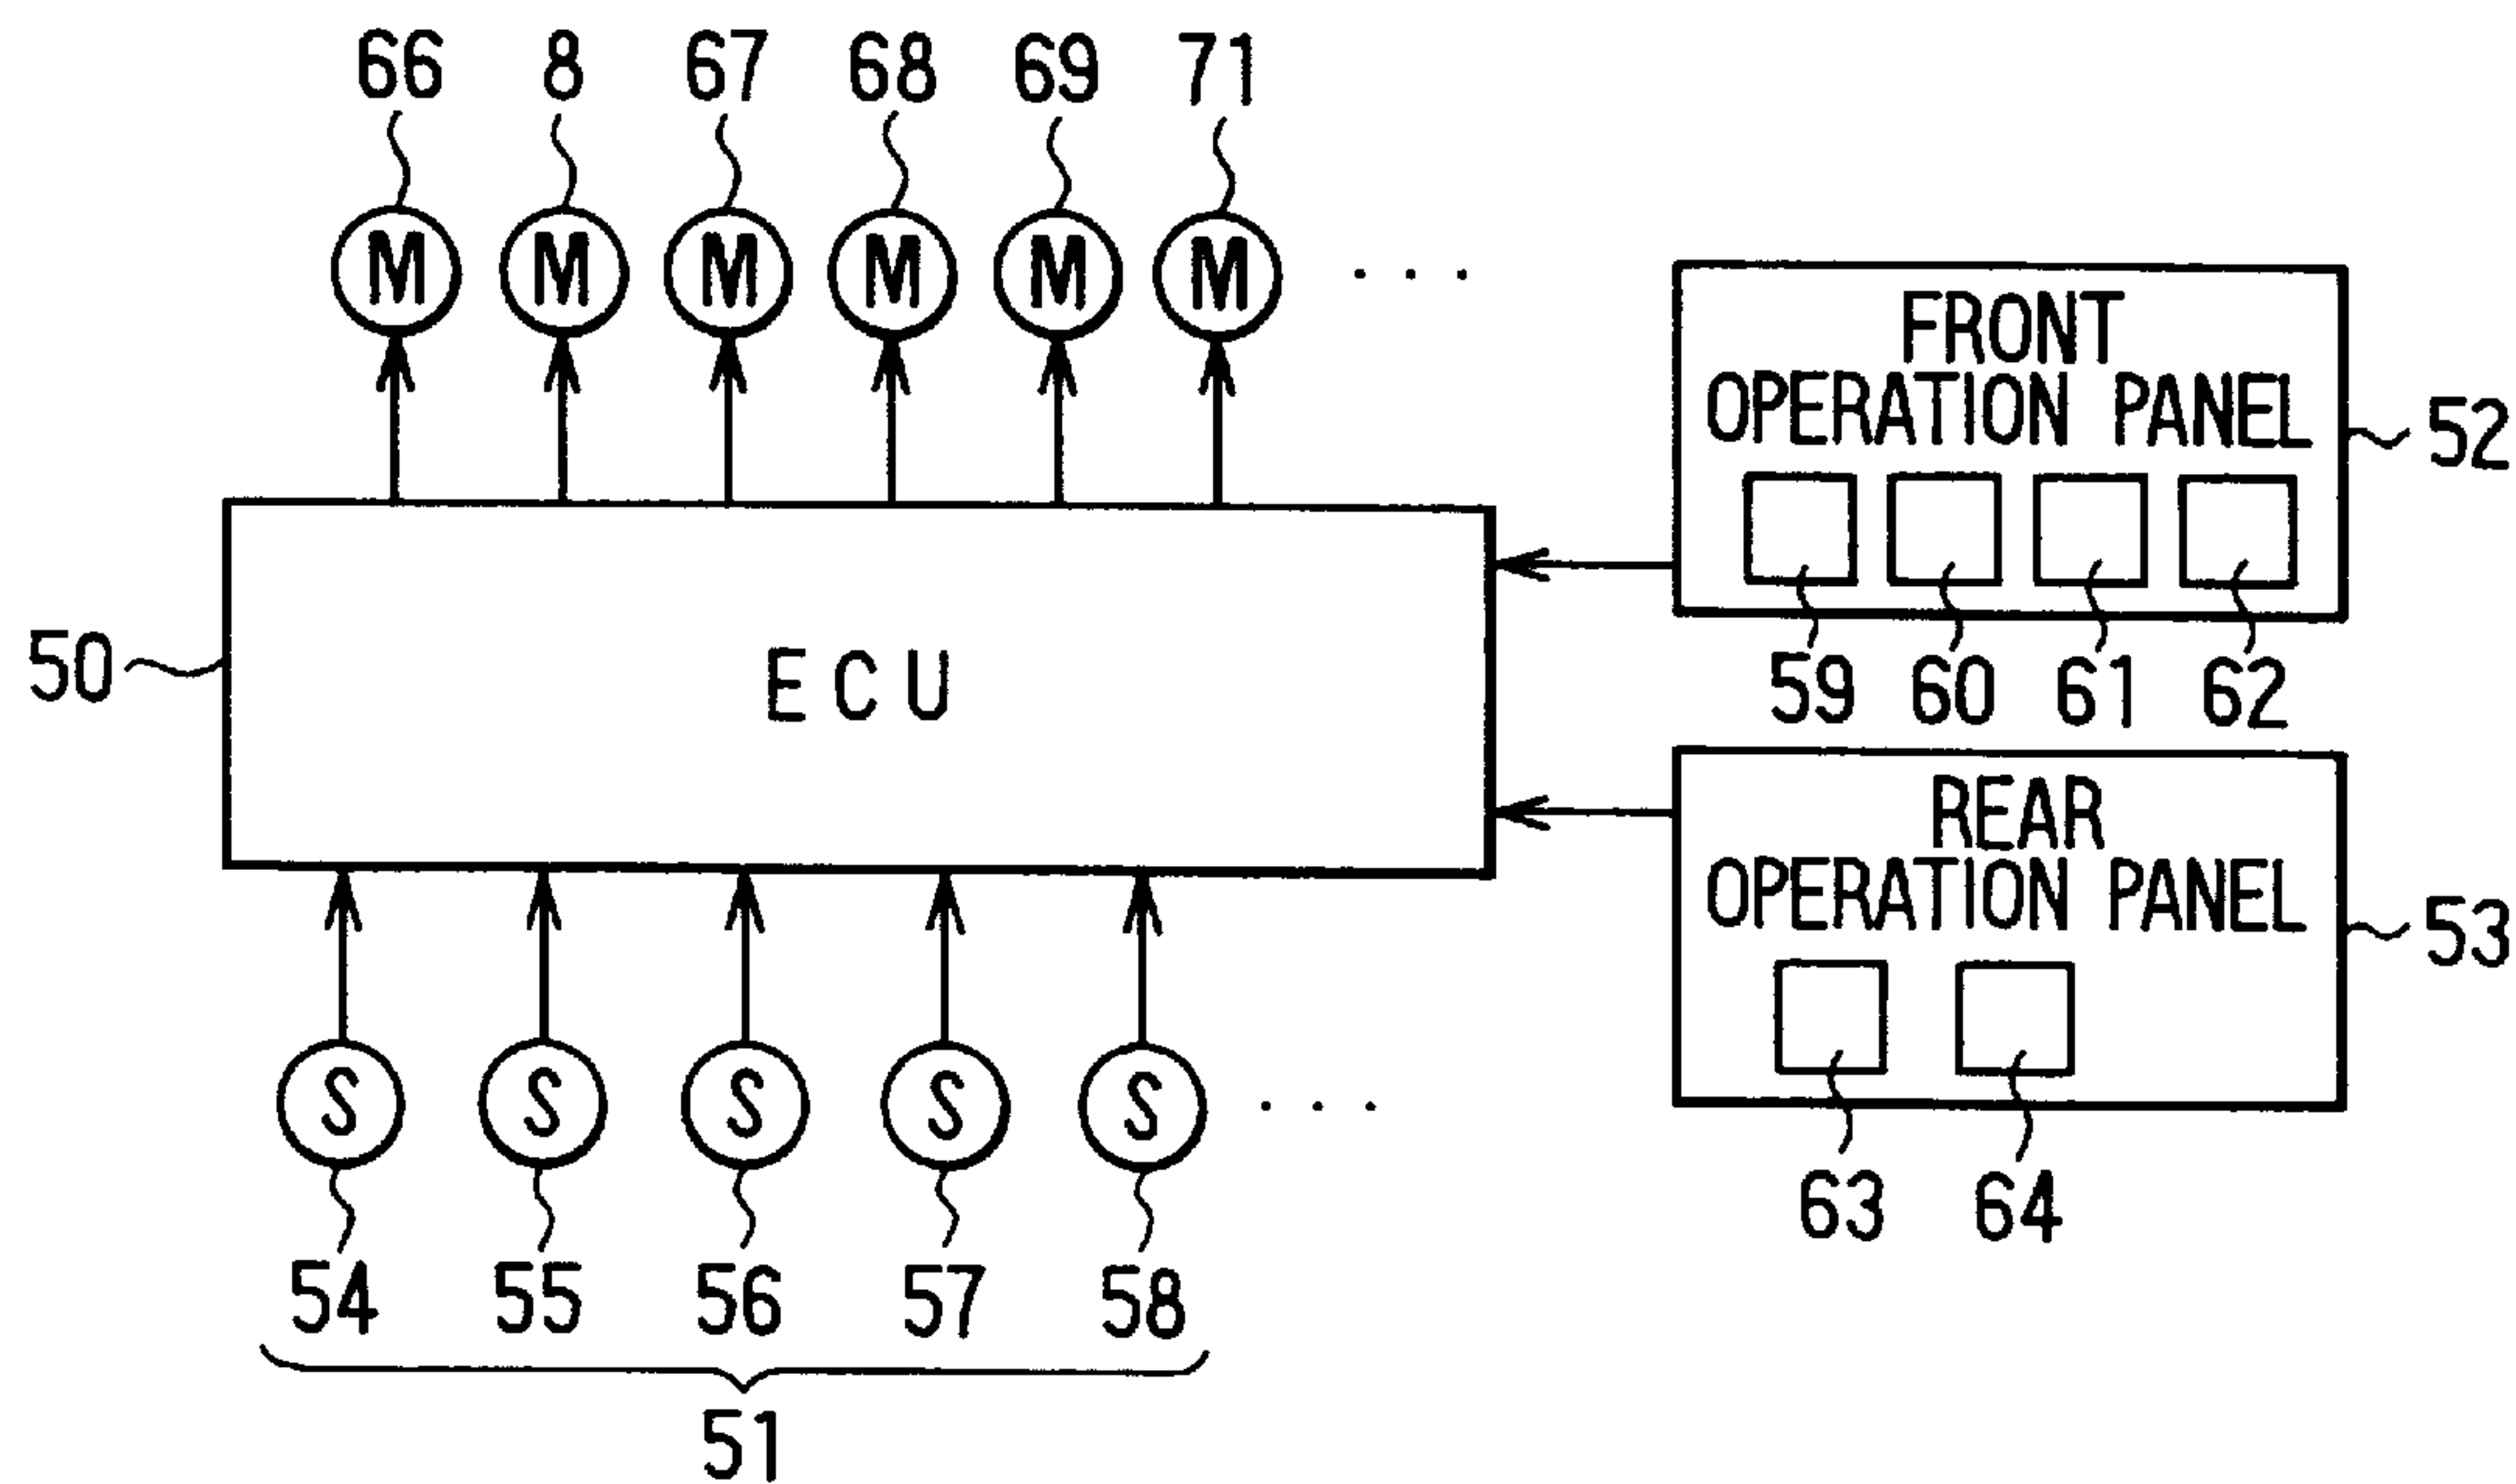 66 8 67 68 69 71
M M M M M M . . .
FRONT
OPERATION PANEL
52
59 60 61 62
50
ECU
REAR
OPERATION PANEL
53
63 64
S S S S S . . .
54 55 56 57 58
51